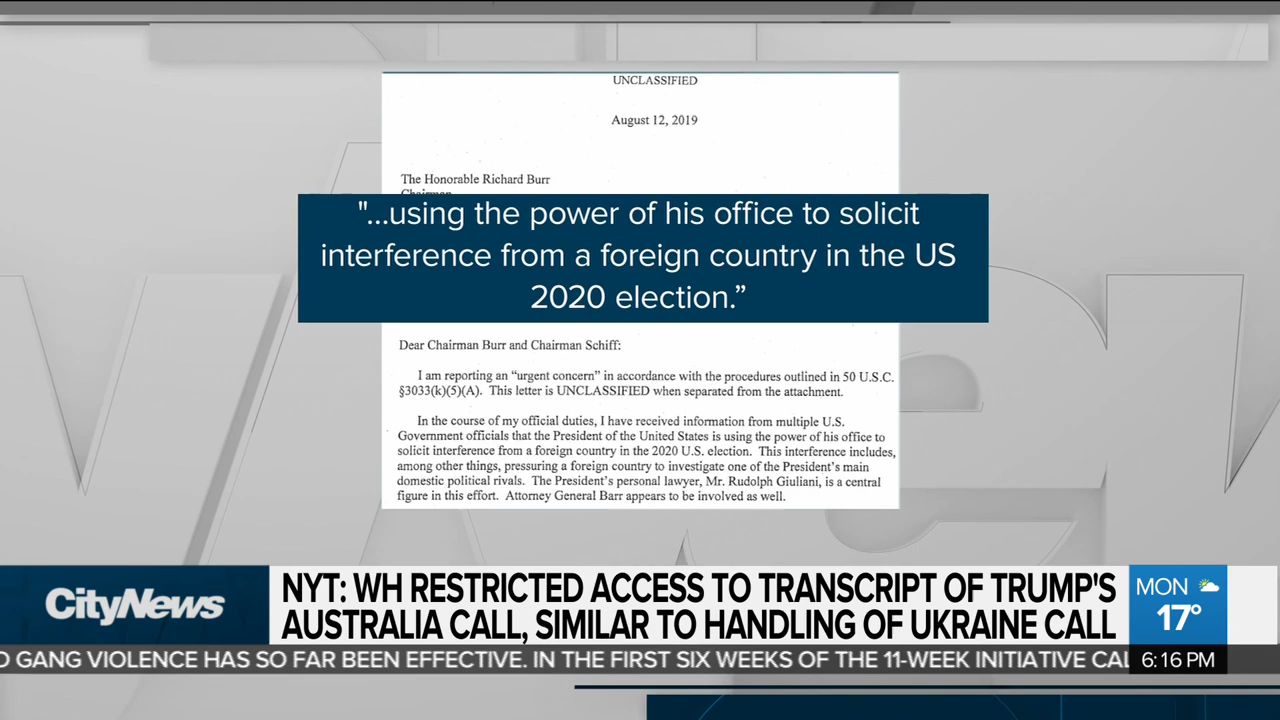 UNCLASSIFIED
August 12, 2019
The Honorable Richard Burr
Chairman
"...using the power of his office to solicit
interference from a foreign country in the US
2020 election.”
Dear Chairman Burr and Chairman Schiff:
I am reporting an “urgent concern” in accordance with the procedures outlined in 50 U.S.C.
§3033(k)(5)(A). This letter is UNCLASSIFIED when separated from the attachment.
In the course of my official duties, I have received information from multiple U.S.
Government officials that the President of the United States is using the power of his office to
solicit interference from a foreign country in the 2020 U.S. election. This interference includes,
among other things, pressuring a foreign country to investigate one of the President's main
domestic political rivals. The President's personal lawyer, Mr. Rudolph Giuliani, is a central
figure in this effort. Attorney General Barr appears to be involved as well.
CityNews
NYT: WH RESTRICTED ACCESS TO TRANSCRIPT OF TRUMP'S
AUSTRALIA CALL, SIMILAR TO HANDLING OF UKRAINE CALL
MON
17°
GANG VIOLENCE HAS SO FAR BEEN EFFECTIVE. IN THE FIRST SIX WEEKS OF THE 11-WEEK INITIATIVE
6:16 PM